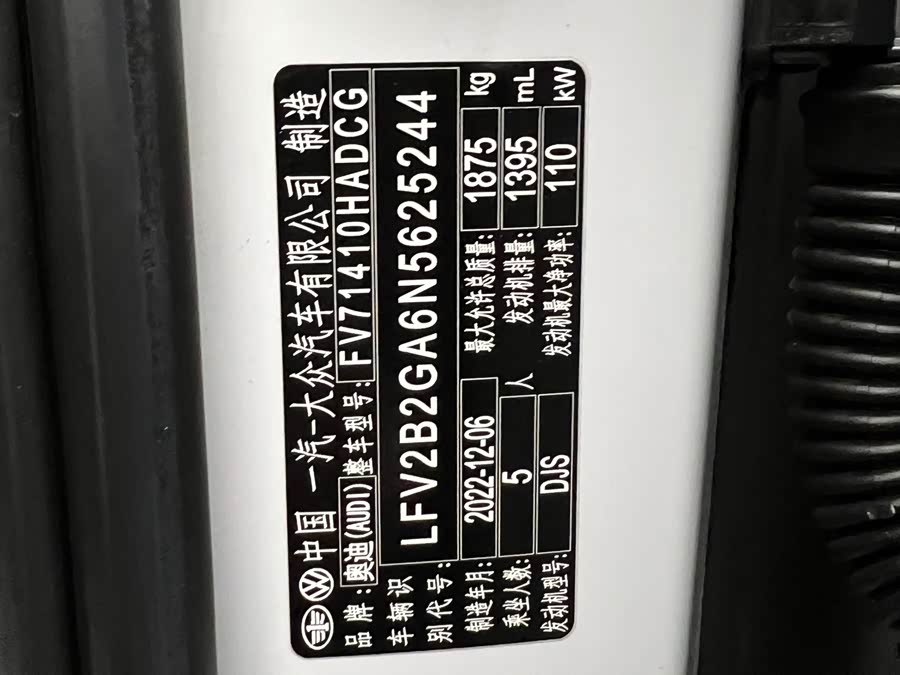 中国 一汽-大众汽车有限公司 制造
品牌:奥迪(AUDI) 整车型号:FV71410HADCG
车辆识别代号: LFV2B2GA6N5625244
制造年月: 2022-12-06 最大允许总质量: 1875 kg
乘坐人数: 5 人 发动机排量: 1395 mL
发动机型号: DJS 发动机最大净功率: 110 kW